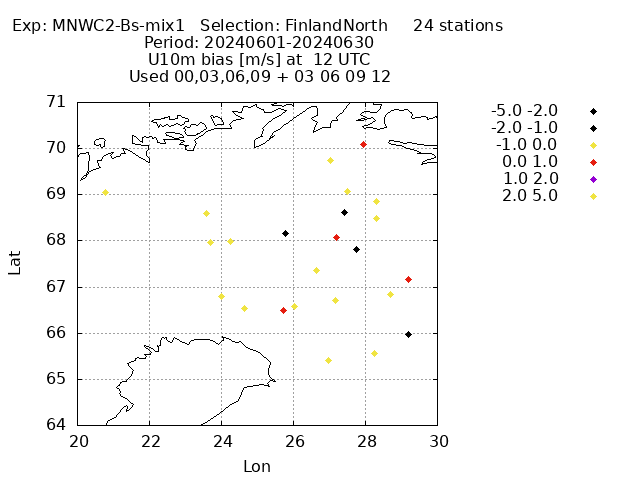 Exp: MNWC2-Bs-mix1   Selection: FinlandNorth     24 stations
Period: 20240601-20240630
U10m bias [m/s] at  12 UTC
Used 00,03,06,09 + 03 06 09 12
-5.0 -2.0
-2.0 -1.0
-1.0 0.0
0.0 1.0
1.0 2.0
2.0 5.0
71
70
69
68
67
66
65
64
Lat
20 22 24 26 28 30
Lon